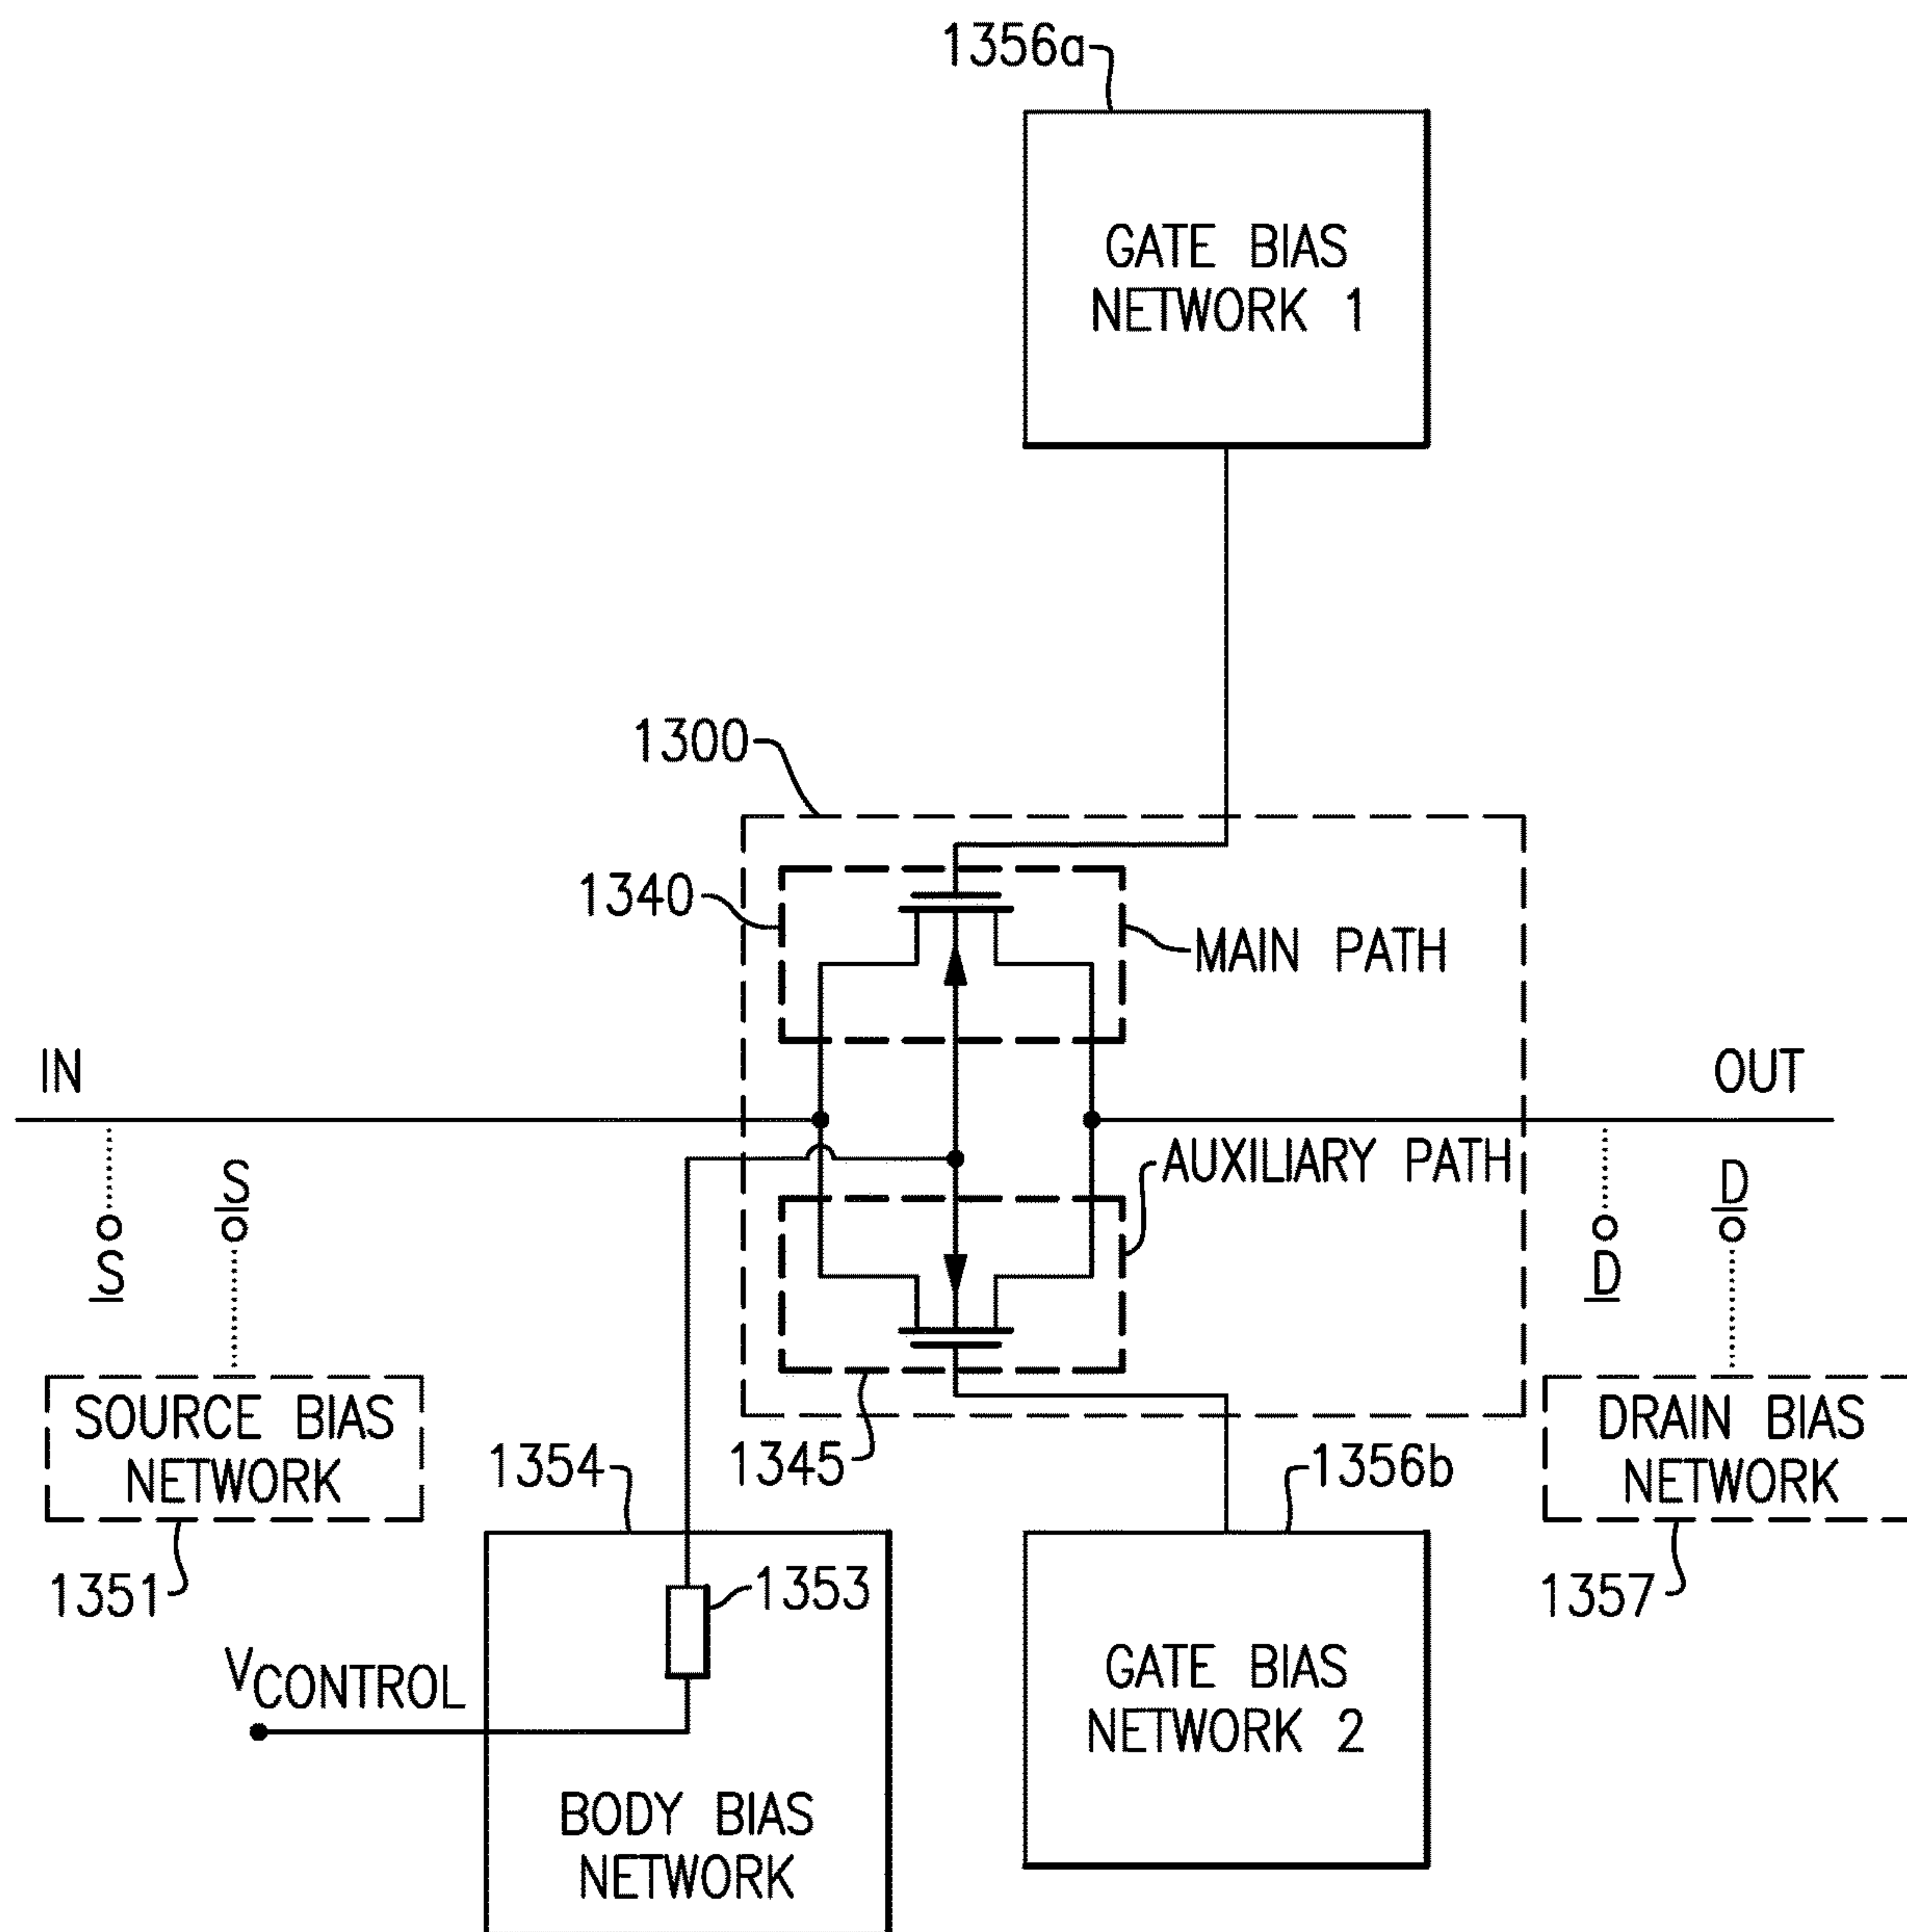 1356a
GATE BIAS
NETWORK 1
1300
1340
MAIN PATH
IN
OUT
AUXILIARY PATH
S
S
D
D
SOURCE BIAS
NETWORK
1354
1345
1356b
DRAIN BIAS
NETWORK
1351
1353
1357
VCONTROL
GATE BIAS
NETWORK 2
BODY BIAS
NETWORK